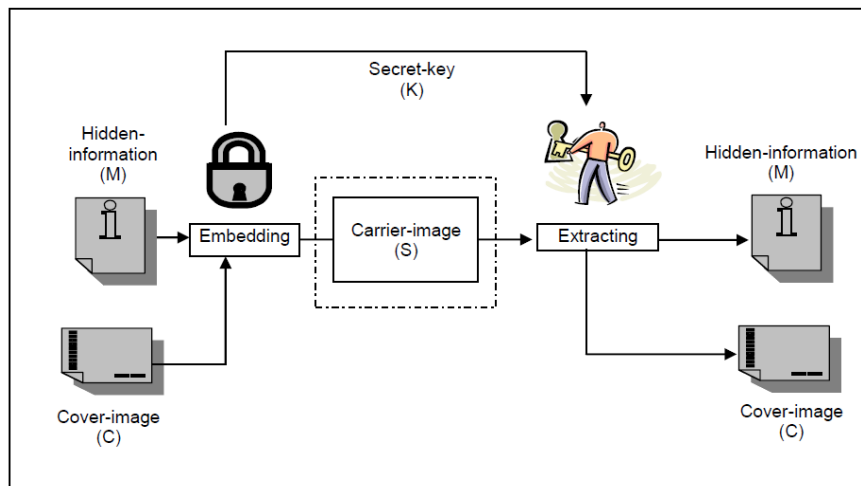 Secret-key
(K)
Hidden-
information
(M)
Hidden-information
(M)
i
i
Embedding
Carrier-image
(S)
Extracting
Cover-image
(C)
Cover-image
(C)